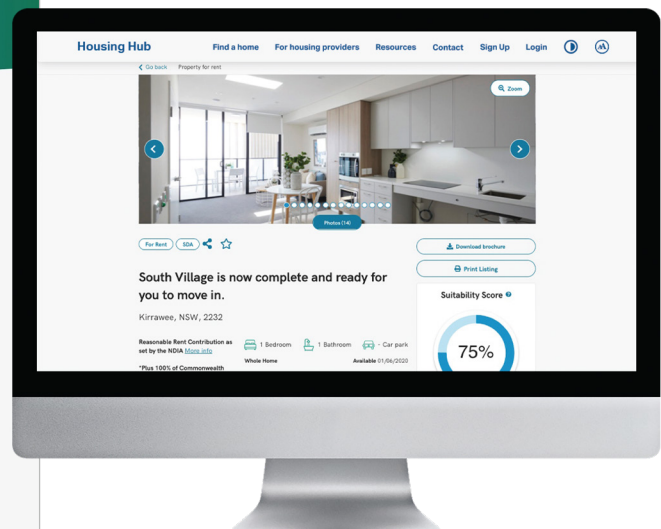 Housing Hub
Find a home
For housing providers
Resources
Contact
Sign Up
Login
Go back
Property for rent
Zoom
Photos (14)
For Rent
SDA
Download brochure
Print Listing
South Village is now complete and ready for
you to move in.
Kirrawee, NSW, 2232
Suitability Score
75%
Reasonable Rent Contribution as
set by the NDIA More info
*Plus 100% of Commonwealth
1 Bedroom
1 Bathroom
- Car park
Whole Home
Available 01/06/2020